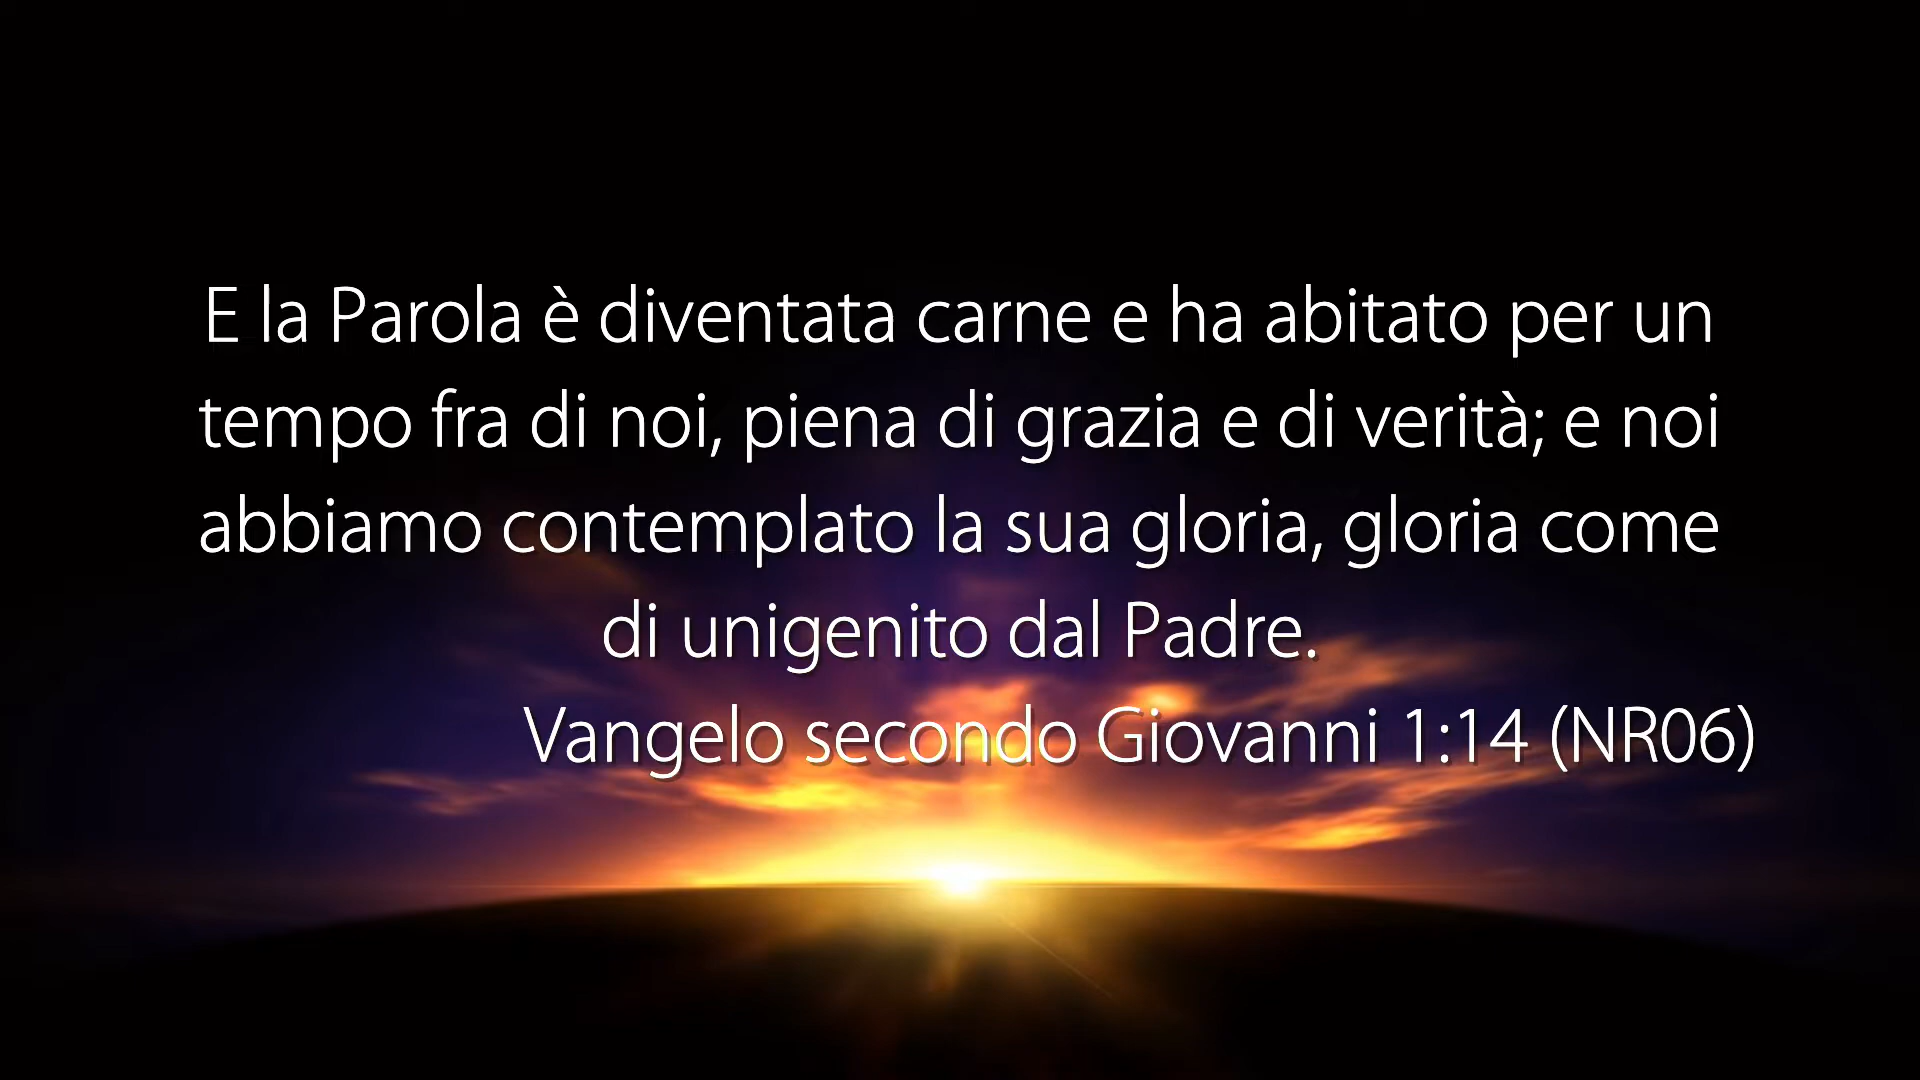 E la Parola è diventata carne e ha abitato per un
tempo fra di noi, piena di grazia e di verità; e noi
abbiamo contemplato la sua gloria, gloria come
di unigenito dal Padre.
Vangelo secondo Giovanni 1:14 (NR06)